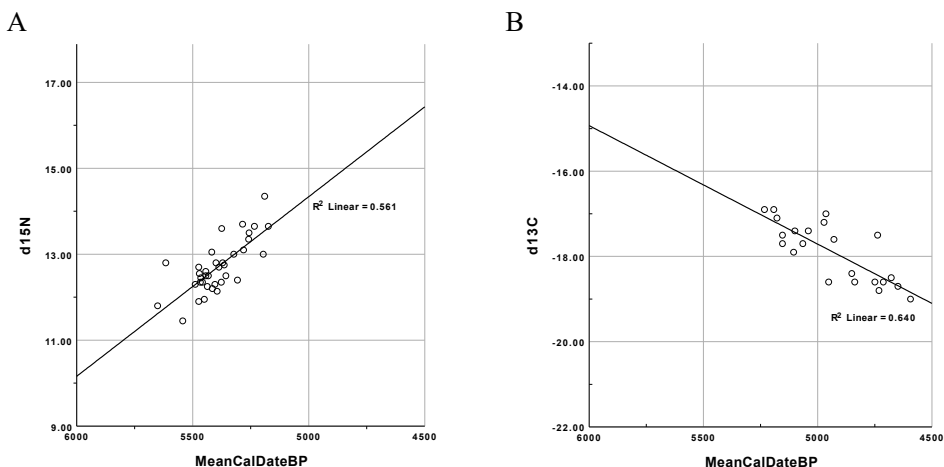 A
17.00
15.00
13.00
11.00
9.00
d15N
R² Linear = 0.561
6000 5500 5000 4500
MeanCalDateBP
B
-14.00
-16.00
-18.00
-20.00
-22.00
d13C
R² Linear = 0.640
6000 5500 5000 4500
MeanCalDateBP